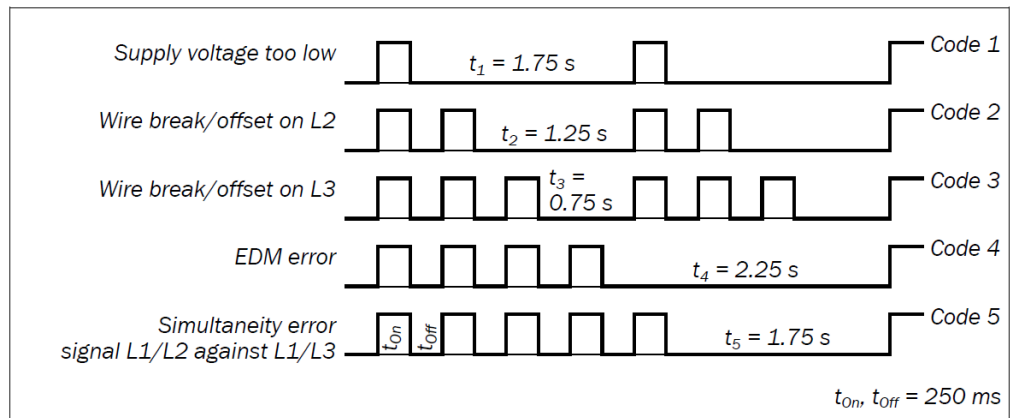 Supply voltage too low
t₁ = 1.75 s
Code 1
Wire break/offset on L2
t₂ = 1.25 s
Code 2
Wire break/offset on L3
t₃ =
0.75 s
Code 3
EDM error
t₄ = 2.25 s
Code 4
Simultaneity error
signal L1/L2 against L1/L3
tOn
tOff
t₅ = 1.75 s
Code 5
tOn, tOff = 250 ms